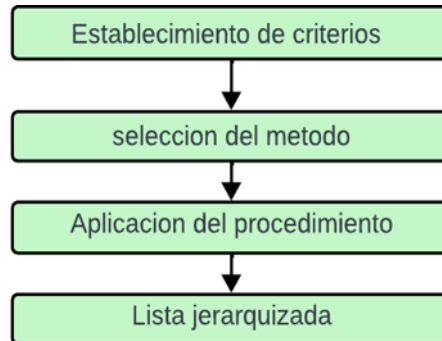 Establecimiento de criterios
seleccion del metodo
Aplicacion del procedimiento
Lista jerarquizada